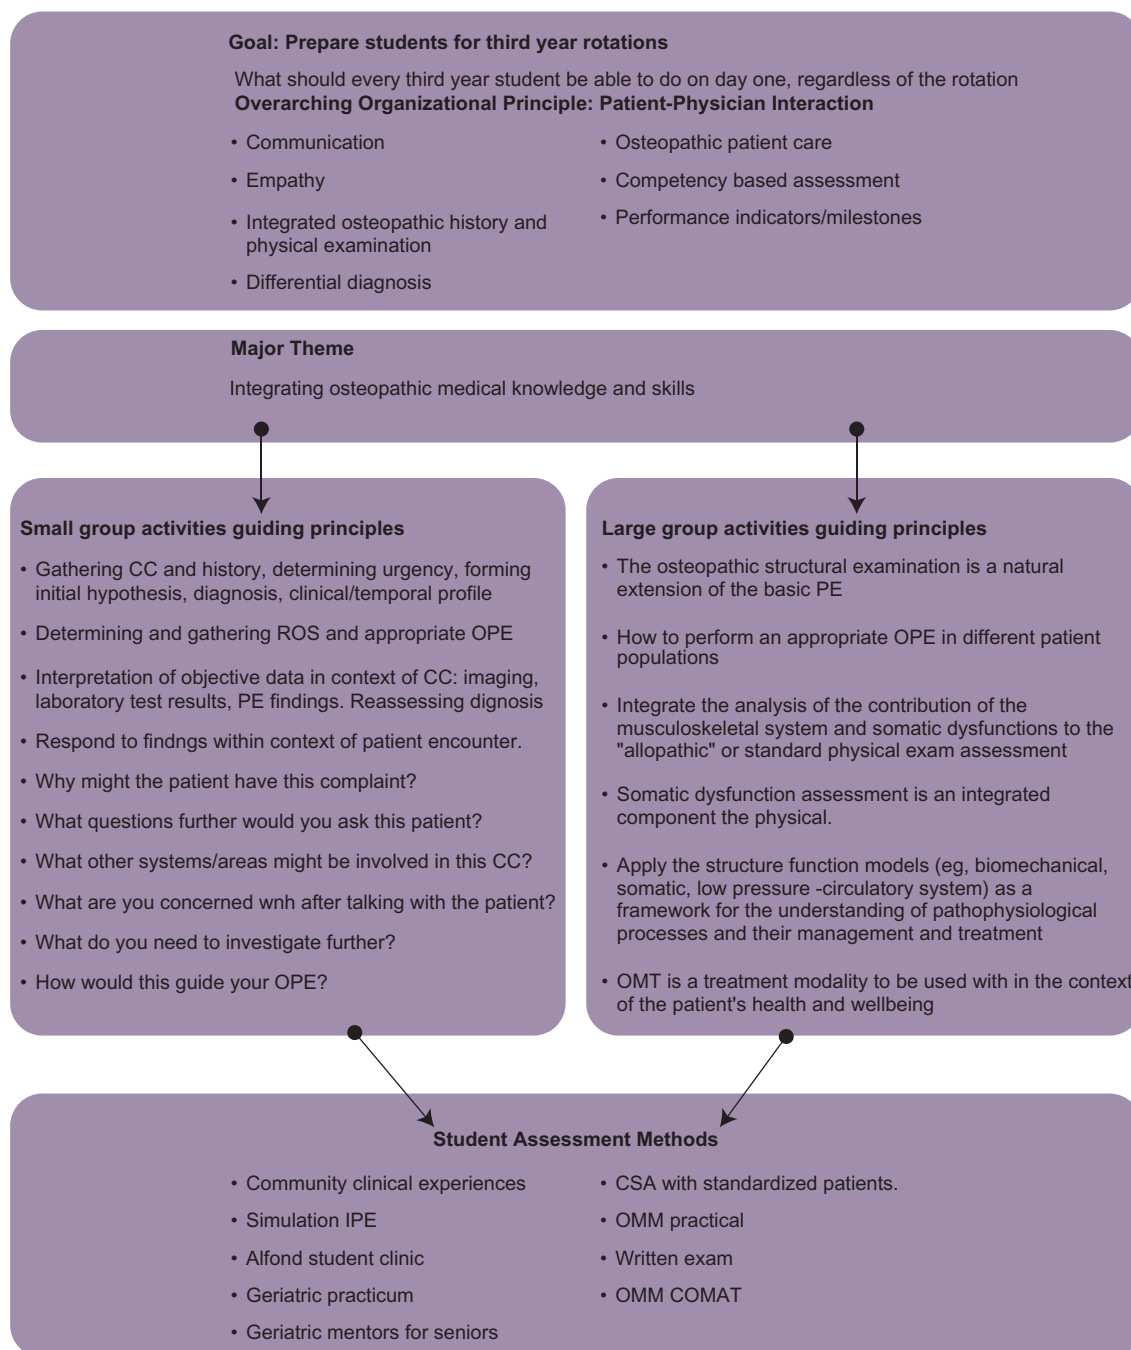 Goal: Prepare students for third year rotations
What should every third year student be able to do on day one, regardless of the rotation
Overarching Organizational Principle: Patient-Physician Interaction
• Communication
• Empathy
• Integrated osteopathic history and
physical examination
• Differential diagnosis
• Osteopathic patient care
• Competency based assessment
• Performance indicators/milestones
Major Theme
Integrating osteopathic medical knowledge and skills
Small group activities guiding principles
• Gathering CC and history, determining urgency, forming
initial hypothesis, diagnosis, clinical/temporal profile
• Determining and gathering ROS and appropriate OPE
• Interpretation of objective data in context of CC: imaging,
laboratory test results, PE findings. Reassessing dignosis
• Respond to findngs within context of patient encounter.
• Why might the patient have this complaint?
• What questions further would you ask this patient?
• What other systems/areas might be involved in this CC?
• What are you concerned wnh after talking with the patient?
• What do you need to investigate further?
• How would this guide your OPE?
Large group activities guiding principles
• The osteopathic structural examination is a natural
extension of the basic PE
• How to perform an appropriate OPE in different patient
populations
• Integrate the analysis of the contribution of the
musculoskeletal system and somatic dysfunctions to the
"allopathic" or standard physical exam assessment
• Somatic dysfunction assessment is an integrated
component the physical.
• Apply the structure function models (eg, biomechanical,
somatic, low pressure -circulatory system) as a
framework for the understanding of pathophysiological
processes and their management and treatment
• OMT is a treatment modality to be used with in the context
of the patient's health and wellbeing
Student Assessment Methods
• Community clinical experiences
• Simulation IPE
• Alfond student clinic
• Geriatric practicum
• Geriatric mentors for seniors
• CSA with standardized patients.
• OMM practical
• Written exam
• OMM COMAT